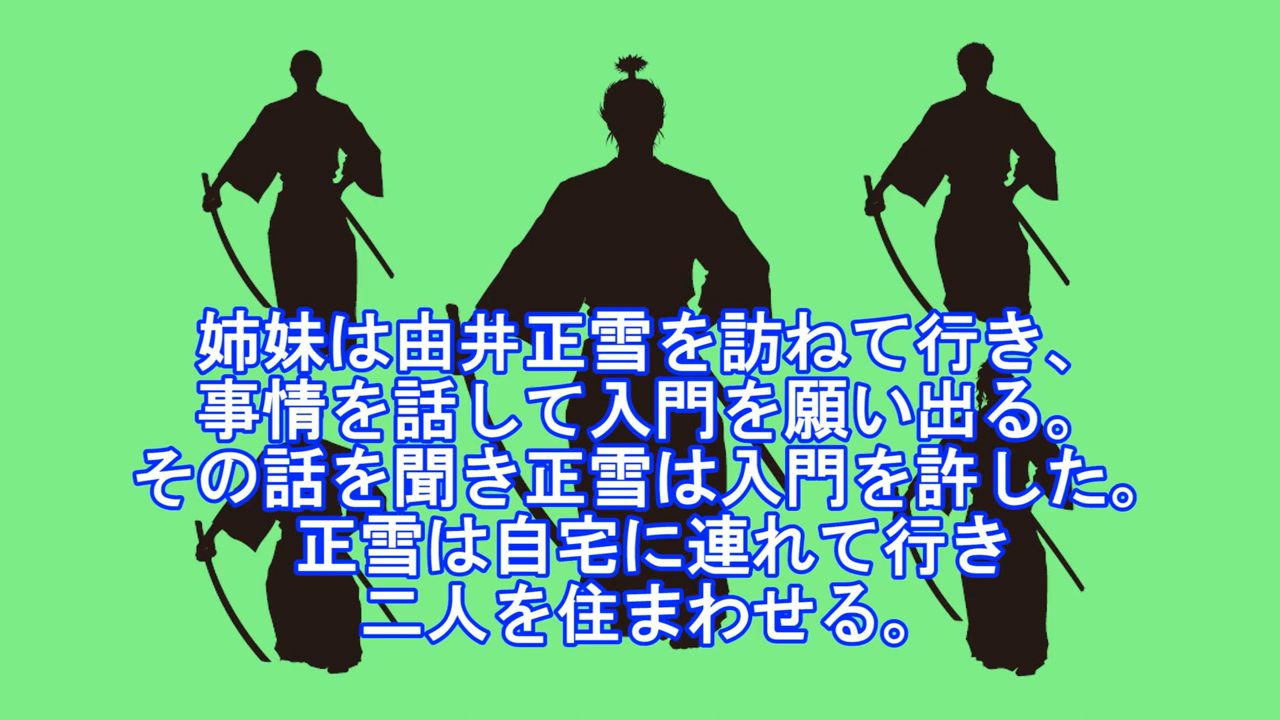 姉妹は由井正雪を訪ねて行き、
事情を話して入門を願い出る。
その話を聞き正雪は入門を許した。
正雪は自宅に連れて行き
二人を住まわせる。